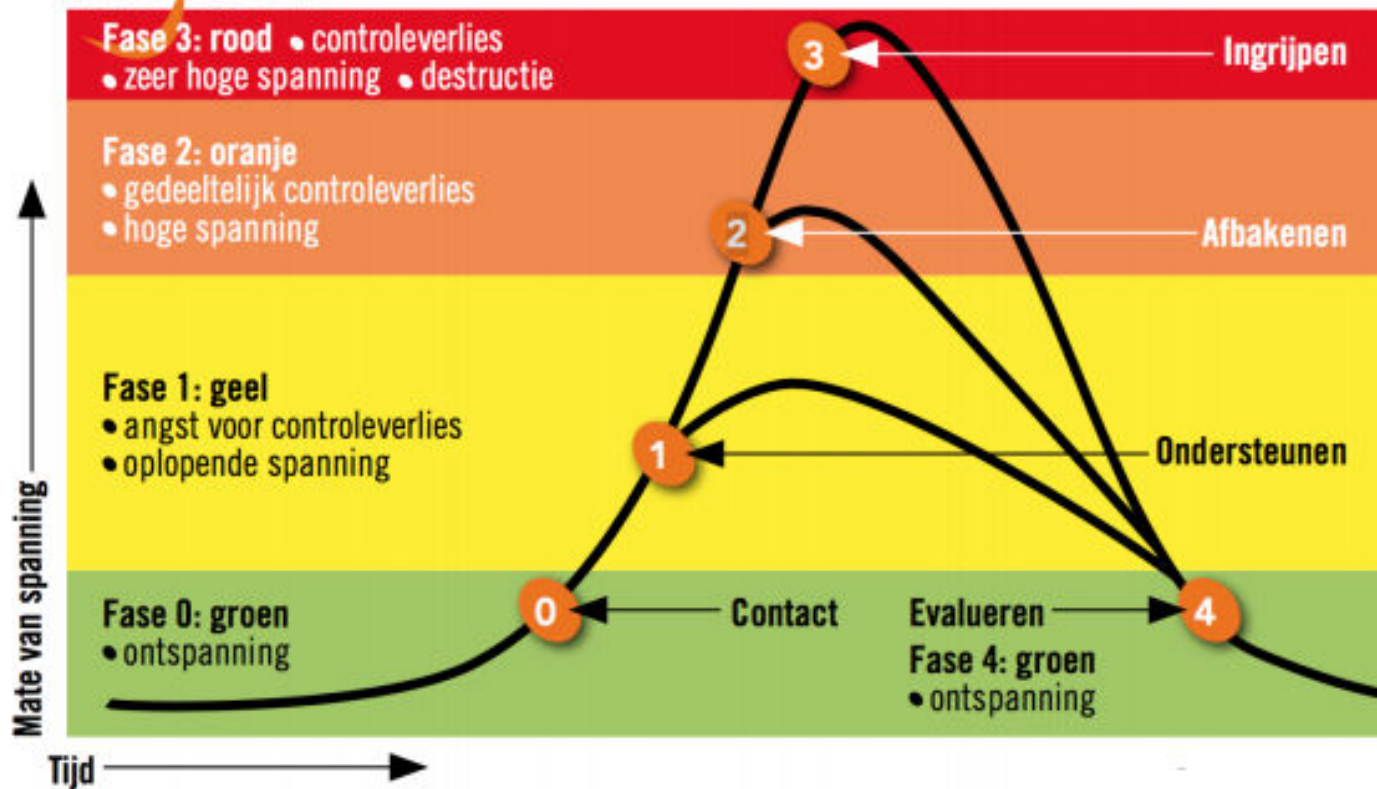 Fase 3: rood • controleverlies
• zeer hoge spanning • destructie
3
Ingrijpen
Fase 2: oranje
• gedeeltelijk controleverlies
• hoge spanning
2
Afbakenen
Fase 1: geel
• angst voor controleverlies
• oplopende spanning
1
Ondersteunen
Fase 0: groen
• ontspanning
0
Contact
Evalueren
4
Fase 4: groen
• ontspanning
Mate van spanning
Tijd